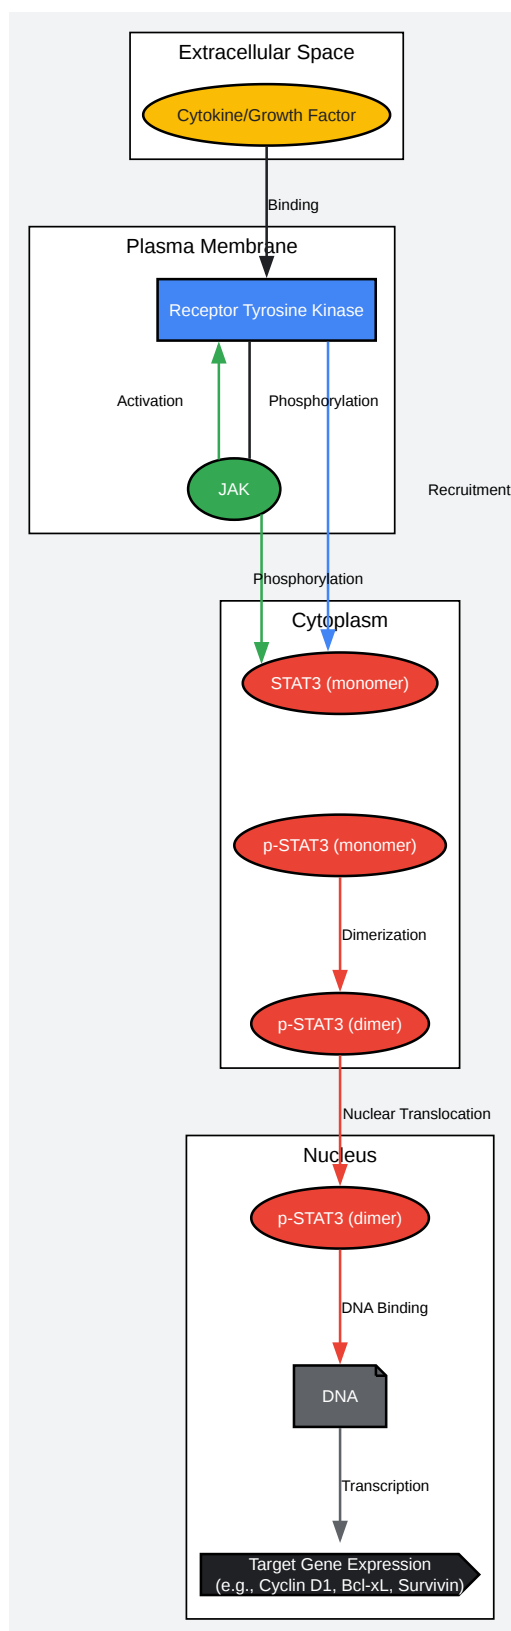 Extracellular Space
Cytokine/Growth Factor
Binding
Plasma Membrane
Receptor Tyrosine Kinase
Activation
Phosphorylation
JAK
Recruitment
Phosphorylation
Cytoplasm
STAT3 (monomer)
p-STAT3 (monomer)
Dimerization
p-STAT3 (dimer)
Nuclear Translocation
Nucleus
p-STAT3 (dimer)
DNA Binding
DNA
Transcription
Target Gene Expression
(e.g., Cyclin D1, Bcl-xL, Survivin)